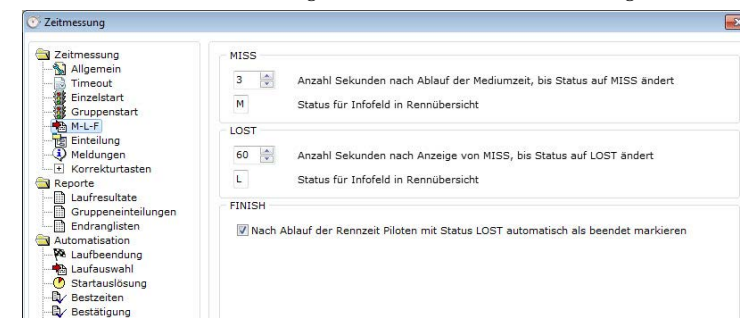 Zeitmessung
Zeitmessung
Allgemein
Timeout
Einzelstart
Gruppenstart
M-L-F
Einteilung
Meldungen
Korrekturtasten
Reporte
Laufresultate
Gruppeneinteilungen
Endranglisten
Automatisation
Laufbeendung
Laufauswahl
Startauslösung
Bestzeiten
Bestätigung
MISS
3 Anzahl Sekunden nach Ablauf der Mediumzeit, bis Status auf MISS ändert
M Status für Infofeld in Rennübersicht
LOST
60 Anzahl Sekunden nach Anzeige von MISS, bis Status auf LOST ändert
L Status für Infofeld in Rennübersicht
FINISH
Nach Ablauf der Rennzeit Piloten mit Status LOST automatisch als beendet markieren